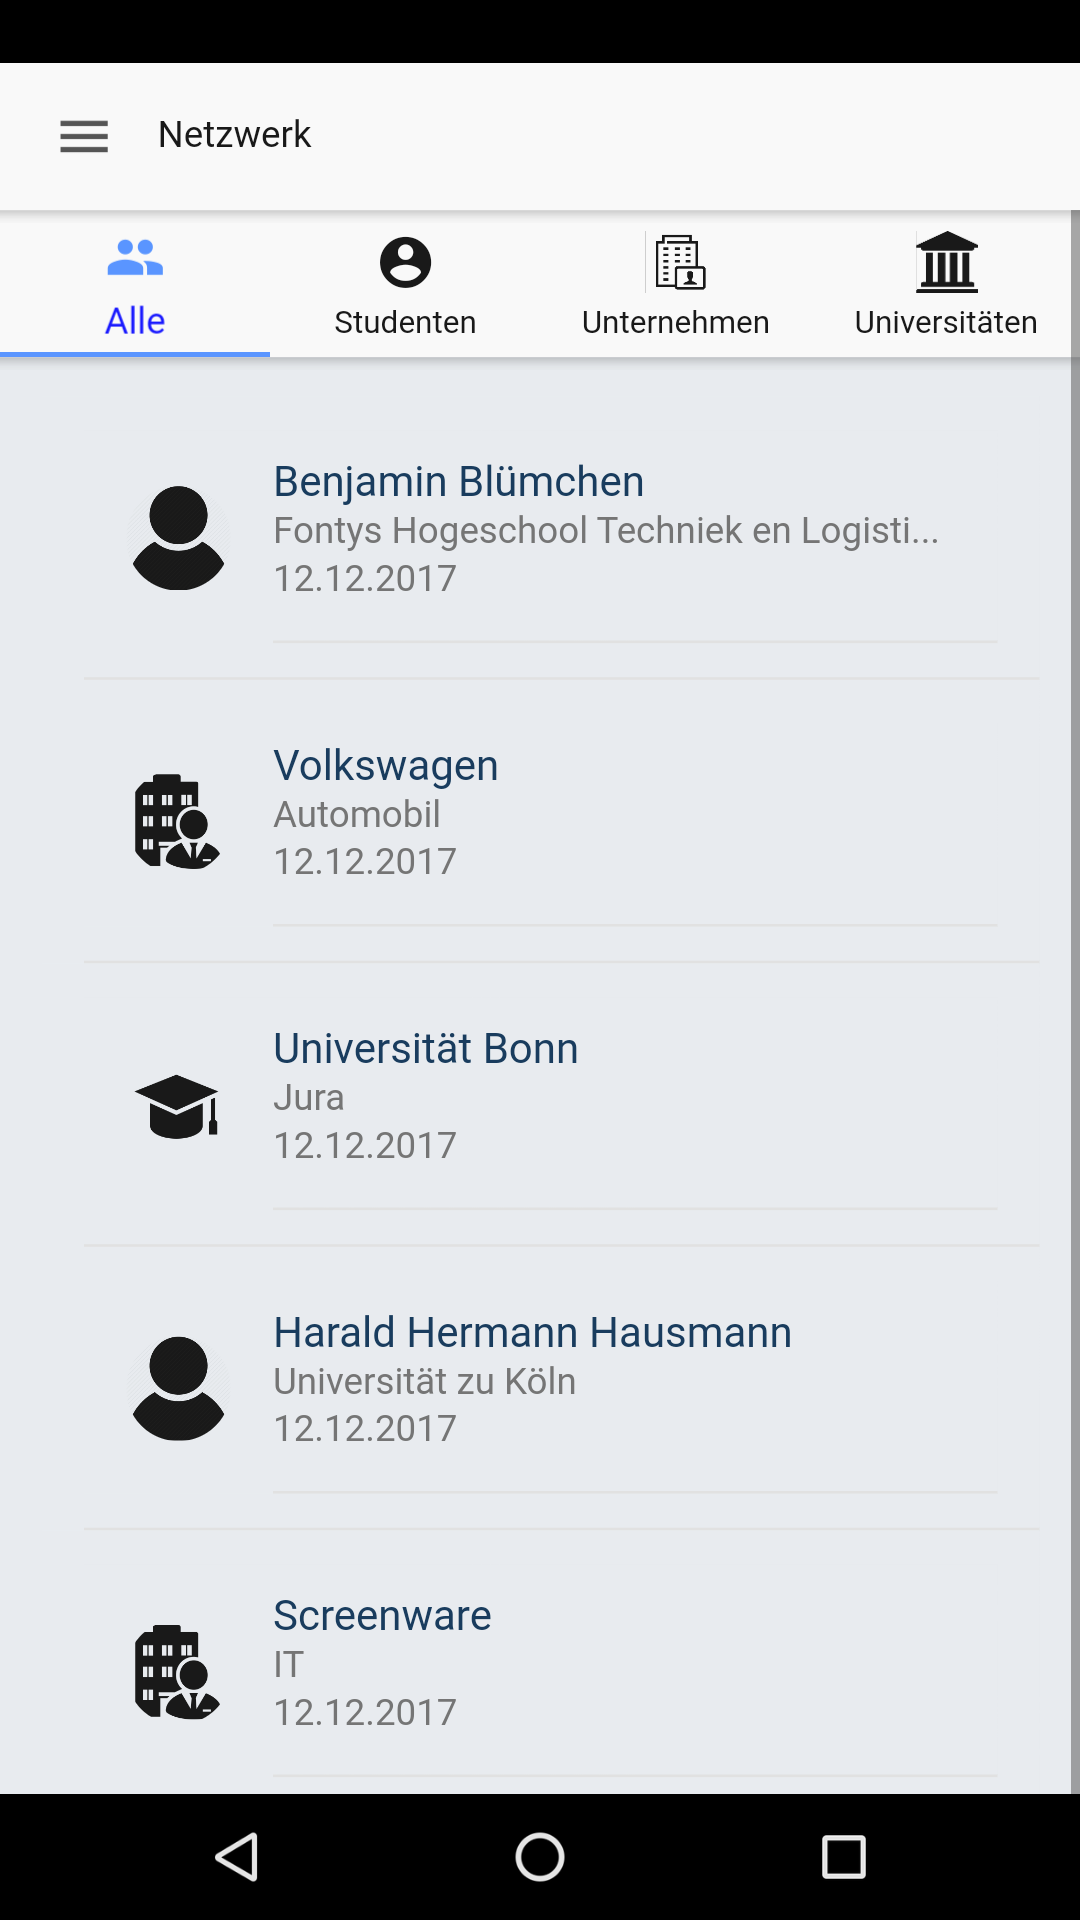 Netzwerk
Alle
Studenten
Unternehmen
Universitäten
Benjamin Blümchen
Fontys Hogeschool Techniek en Logisti...
12.12.2017
Volkswagen
Automobil
12.12.2017
Universität Bonn
Jura
12.12.2017
Harald Hermann Hausmann
Universität zu Köln
12.12.2017
Screenware
IT
12.12.2017